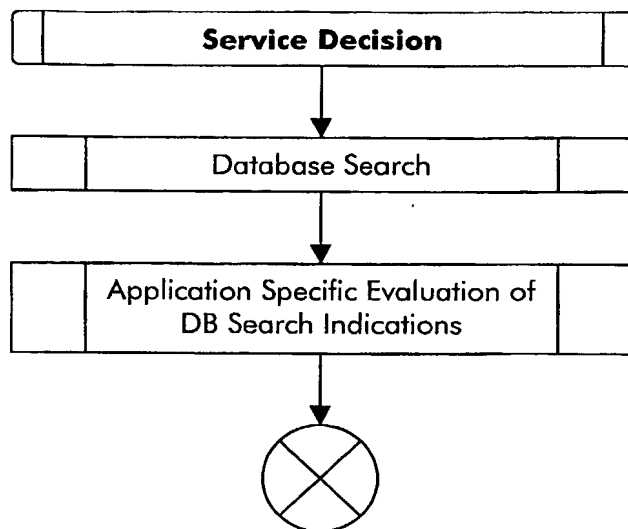 Service Decision
Database Search
Application Specific Evaluation of
DB Search Indications